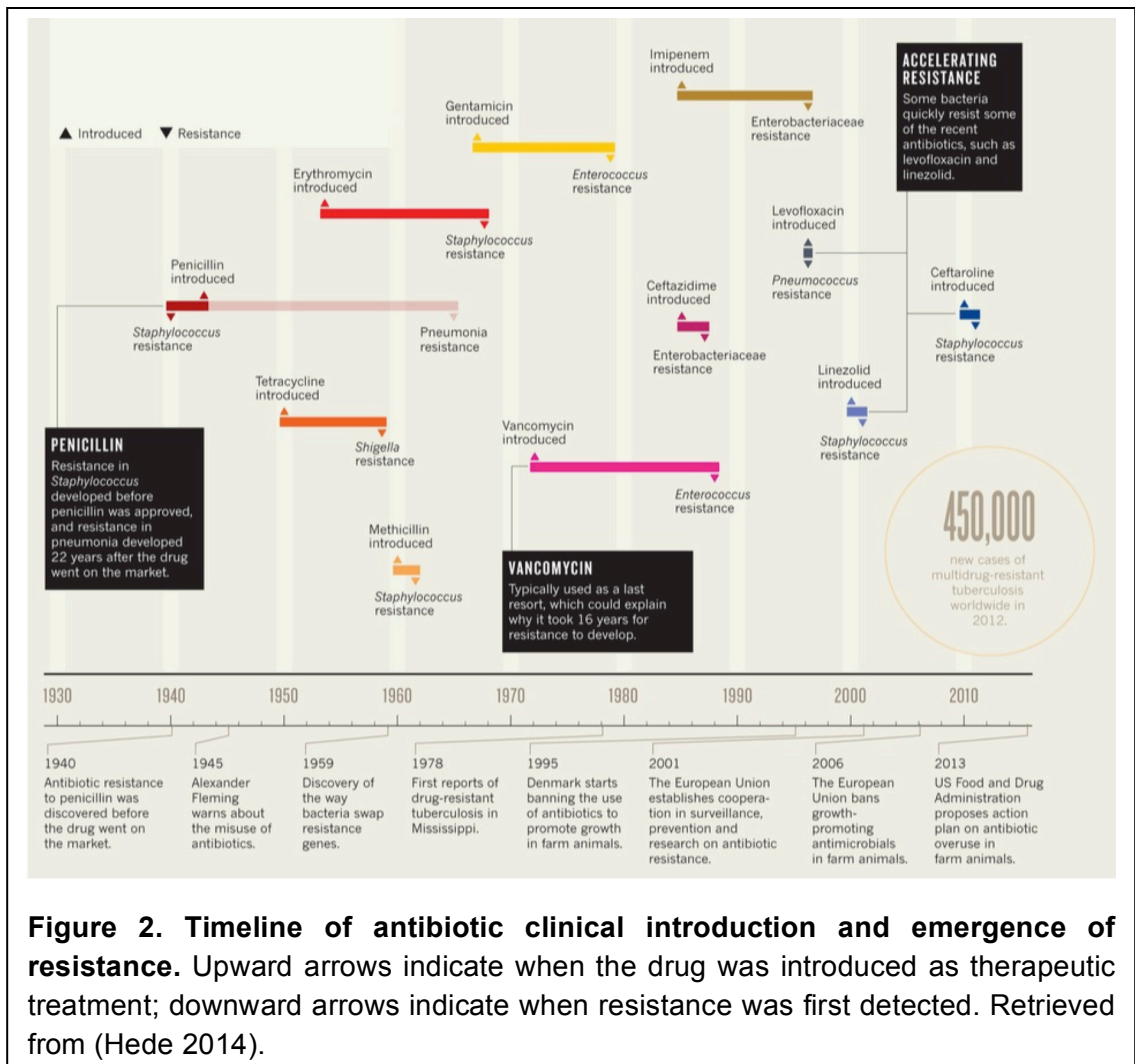 ▲ Introduced ▼ Resistance
Imipenem
introduced
Enterobacteriaceae
resistance
Gentamicin
introduced
Enterococcus
resistance
Erythromycin
introduced
Staphylococcus
resistance
Penicillin
introduced
Staphylococcus
resistance
Pneumonia
resistance
Tetracycline
introduced
Shigella
resistance
Methicillin
introduced
Staphylococcus
resistance
Vancomycin
introduced
Enterococcus
resistance
Ceftazidime
introduced
Enterobacteriaceae
resistance
Levofloxacin
introduced
Pneumococcus
resistance
Linezolid
introduced
Staphylococcus
resistance
Ceftaroline
introduced
Staphylococcus
resistance
ACCELERATING
RESISTANCE
Some bacteria
quickly resist some
of the recent
antibiotics, such as
levofloxacin and
linezolid.
PENICILLIN
Resistance in
Staphylococcus
developed before
penicillin was approved,
and resistance in
pneumonia developed
22 years after the drug
went on the market.
VANCOMYCIN
Typically used as a last
resort, which could explain
why it took 16 years for
resistance to develop.
450,000
new cases of
multidrug-resistant
tuberculosis
worldwide in
2012.
1930 1940 1950 1960 1970 1980 1990 2000 2010
1940
Antibiotic resistance
to penicillin was
discovered before
the drug went on
the market.
1945
Alexander
Fleming
warns about
the misuse of
antibiotics.
1959
Discovery of
the way
bacteria swap
resistance
genes.
1978
First reports of
drug-resistant
tuberculosis in
Mississippi.
1995
Denmark starts
banning the use
of antibiotics to
promote growth
in farm animals.
2001
The European Union
establishes coopera-
tion in surveillance,
prevention and
research on antibiotic
resistance.
2006
The European
Union bans
growth-
promoting
antimicrobials
in farm animals.
2013
US Food and Drug
Administration
proposes action
plan on antibiotic
overuse in
farm animals.
Figure 2. Timeline of antibiotic clinical introduction and emergence of
resistance. Upward arrows indicate when the drug was introduced as therapeutic
treatment; downward arrows indicate when resistance was first detected. Retrieved
from (Hede 2014).